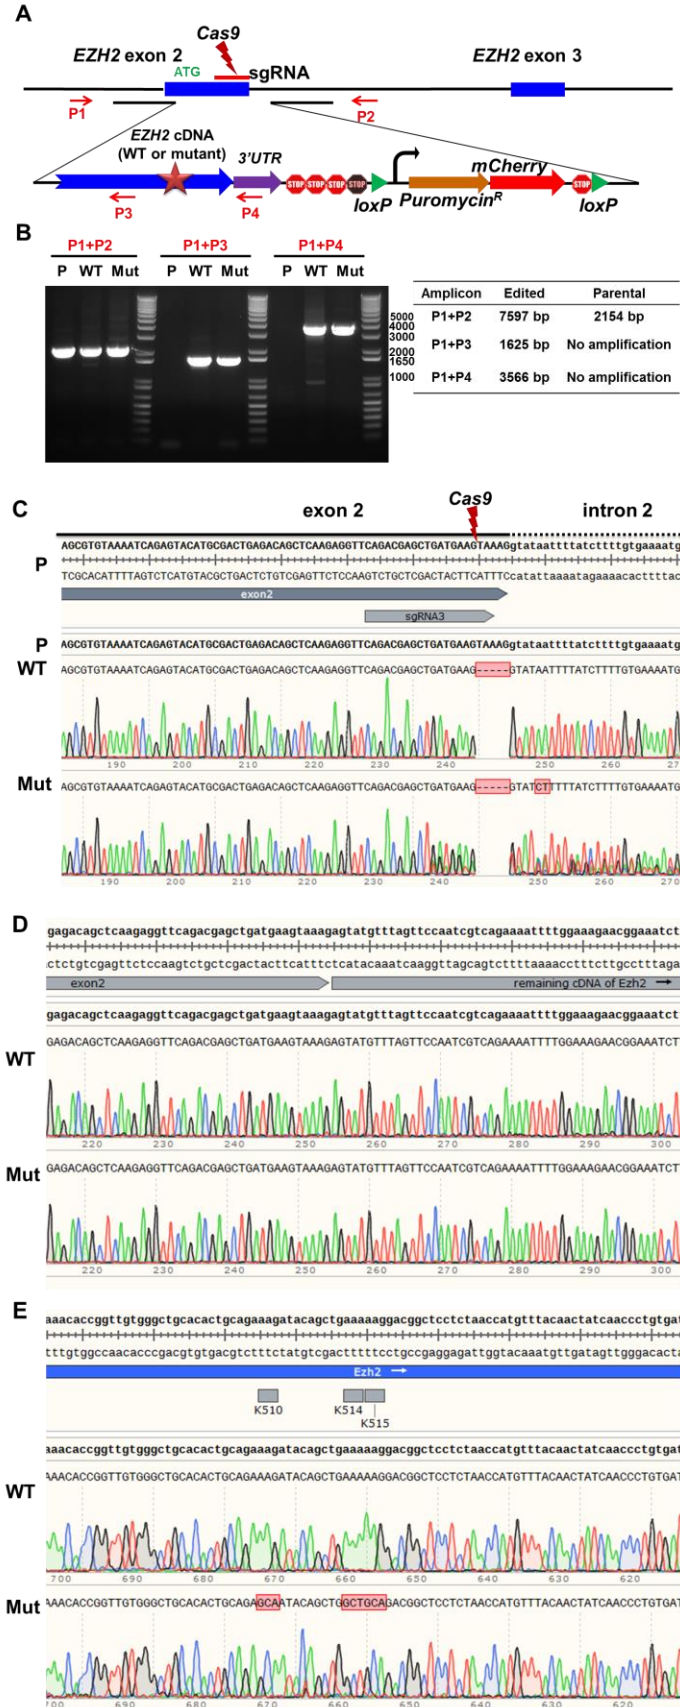 A
Cas9
EZH2 exon 2
EZH2 exon 3
ATG
sgRNA
P1
P2
EZH2 cDNA
(WT or mutant)
3'UTR
mCherry
STOP STOP STOP STOP
STOP
P3
P4
loxP
Puromycin^R
loxP
B
P1+P2 P1+P3 P1+P4
P WT Mut P WT Mut P WT Mut
5000
4000
3000
2000
1650
1000
Amplicon Edited Parental
P1+P2 7597 bp 2154 bp
P1+P3 1625 bp No amplification
P1+P4 3566 bp No amplification
C
exon 2
Cas9
intron 2
AGCGTGTAAAATCAGAGTACATGCGACTGAGACAGCTCAAGAGGTTCAGACGAGCTGATGAAGTAAAGgtataattttatcttttgtgaaaatg
P
TCGCACATTTTAGTCTCATGTACGCTGACTCTGTCGAGTTCTCCAAGTCTGCTCGACTACTTCATTTCcatattaaaatagaaaacacttttac
exon2
sgRNA3
P
AGCGTGTAAAATCAGAGTACATGCGACTGAGACAGCTCAAGAGGTTCAGACGAGCTGATGAAGTAAAGgtataattttatcttttgtgaaaatg
WT
AGCGTGTAAAATCAGAGTACATGCGACTGAGACAGCTCAAGAGGTTCAGACGAGCTGATGAAG-----GTATAATTTTATCTTTTGTGAAAATG
190 200 210 220 230 240 250 260 27
Mut
AGCGTGTAAAATCAGAGTACATGCGACTGAGACAGCTCAAGAGGTTCAGACGAGCTGATGAAG-----GTATCTTTTTATCTTTTGTGAAAATG
190 200 210 220 230 240 250 260 270
D
gagacagctcaagaggttcagacgagctgatgaagtaaagagtatgtttagttccaatcgtcagaaaattttggaaagaacggaaatct
ctctgtcgagttctccaagtctgctcgactacttcatttctcatacaaatcaaggttagcagtcttttaaaacctttcttgcctttaga
exon2
remaining cDNA of Ezh2
gagacagctcaagaggttcagacgagctgatgaagtaaagagtatgtttagttccaatcgtcagaaaattttggaaagaacggaaatct
WT
GAGACAGCTCAAGAGGTTCAGACGAGCTGATGAAGTAAAGAGTATGTTTAGTTCCAATCGTCAGAAAATTTTGGAAAGAACGGAAATCT
220 230 240 250 260 270 280 290 300
Mut
GAGACAGCTCAAGAGGTTCAGACGAGCTGATGAAGTAAAGAGTATGTTTAGTTCCAATCGTCAGAAAATTTTGGAAAGAACGGAAATCT
220 230 240 250 260 270 280 290 300
E
aaacaccggttgtgggctgcacactgcagaaagatacagctgaaaaaggacggctcctctaaccatgtttacaactatcaaccctgtgat
tttgtggccaacacccgacgtgtgacgtctttctatgtcgactttttcctgccgaggagattggtacaaatgttgatagttgggacacta
Ezh2
K510
K514
K515
aaacaccggttgtgggctgcacactgcagaaagatacagctgaaaaaggacggctcctctaaccatgtttacaactatcaaccctgtgat
WT
AAACACCGGTTGTGGGCTGCACACTGCAGAAAGATACAGCTGAAAAAGGACGGCTCCTCTAACCATGTTTACAACTATCAACCCTGTGAT
700 690 680 670 660 650 640 630 620
Mut
AAACACCGGTTGTGGGCTGCACACTGCAGAGCAATACAGCTGGCTGCAGACGGCTCCTCTAACCATGTTTACAACTATCAACCCTGTGAT
700 690 680 670 660 650 640 630 620